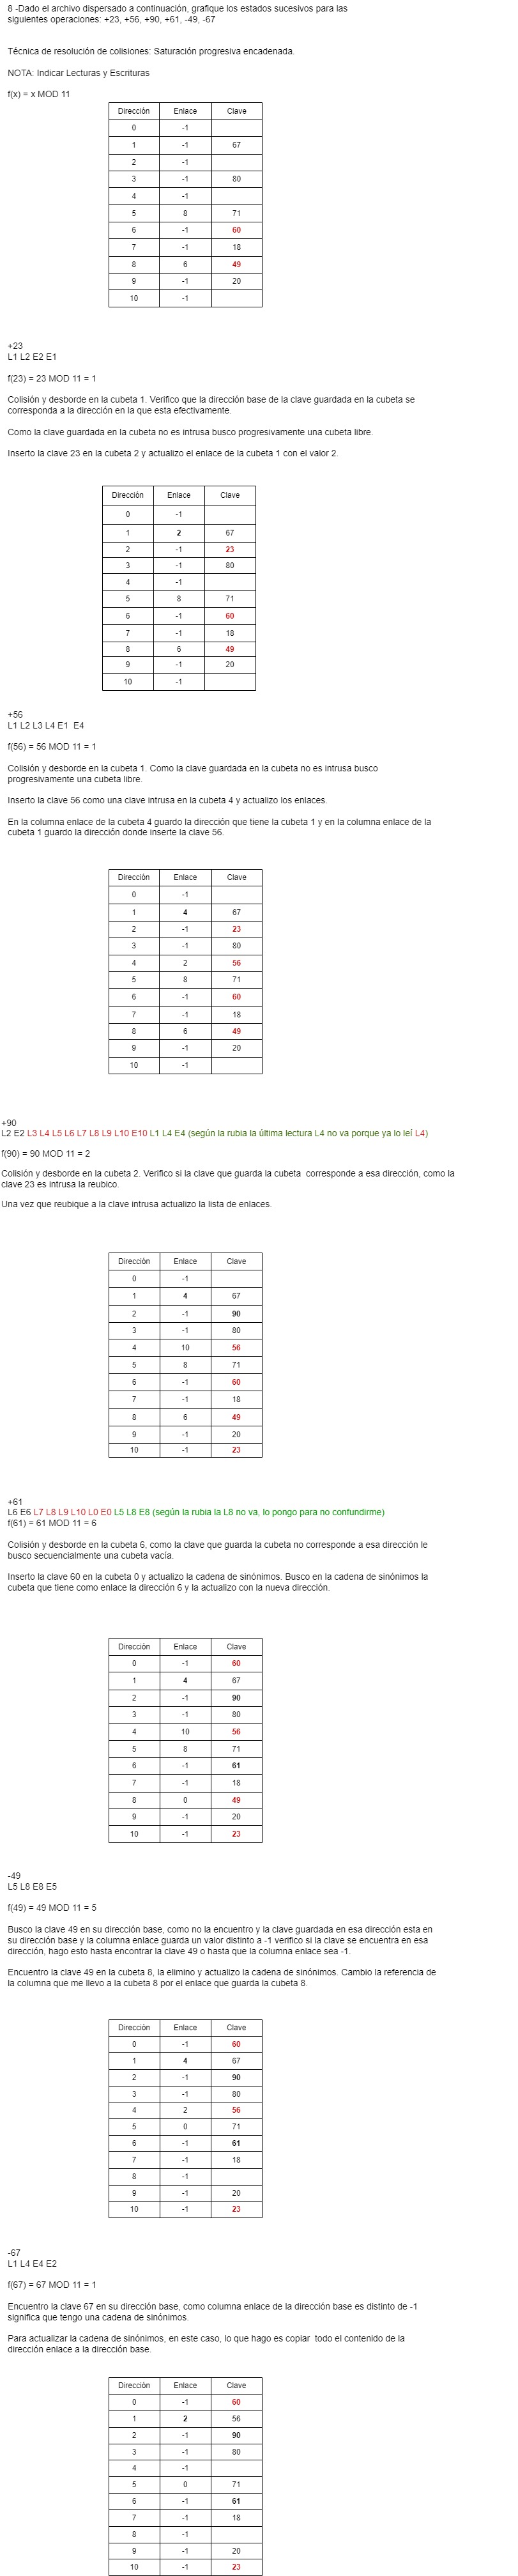 8 -Dado el archivo dispersado a continuación, grafique los estados sucesivos para las
siguientes operaciones: +23, +56, +90, +61, -49, -67
Técnica de resolución de colisiones: Saturación progresiva encadenada.
NOTA: Indicar Lecturas y Escrituras
f(x) = x MOD 11
Dirección Enlace Clave
0 -1
1 -1 67
2 -1
3 -1 80
4 -1
5 8 71
6 -1 60
7 -1 18
8 6 49
9 -1 20
10 -1
+23
L1 L2 E2 E1
f(23) = 23 MOD 11 = 1
Colisión y desborde en la cubeta 1. Verifico que la dirección base de la clave guardada en la cubeta se
corresponda a la dirección en la que esta efectivamente.
Como la clave guardada en la cubeta no es intrusa busco progresivamente una cubeta libre.
Inserto la clave 23 en la cubeta 2 y actualizo el enlace de la cubeta 1 con el valor 2.
Dirección Enlace Clave
0 -1
1 2 67
2 -1 23
3 -1 80
4 -1
5 8 71
6 -1 60
7 -1 18
8 6 49
9 -1 20
10 -1
+56
L1 L2 L3 L4 E1 E4
f(56) = 56 MOD 11 = 1
Colisión y desborde en la cubeta 1. Como la clave guardada en la cubeta no es intrusa busco
progresivamente una cubeta libre.
Inserto la clave 56 como una clave intrusa en la cubeta 4 y actualizo los enlaces.
En la columna enlace de la cubeta 4 guardo la dirección que tiene la cubeta 1 y en la columna enlace de la
cubeta 1 guardo la dirección donde inserte la clave 56.
Dirección Enlace Clave
0 -1
1 4 67
2 -1 23
3 -1 80
4 2 56
5 8 71
6 -1 60
7 -1 18
8 6 49
9 -1 20
10 -1
+90
L2 E2 L3 L4 L5 L6 L7 L8 L9 L10 E10 L1 L4 E4 (según la rubia la última lectura L4 no va porque ya lo leí L4)
f(90) = 90 MOD 11 = 2
Colisión y desborde en la cubeta 2. Verifico si la clave que guarda la cubeta corresponde a esa dirección, como la
clave 23 es intrusa la reubico.
Una vez que reubique a la clave intrusa actualizo la lista de enlaces.
Dirección Enlace Clave
0 -1
1 4 67
2 -1 90
3 -1 80
4 10 56
5 8 71
6 -1 60
7 -1 18
8 6 49
9 -1 20
10 -1 23
+61
L6 E6 L7 L8 L9 L10 L0 E0 L5 L8 E8 (según la rubia la L8 no va, lo pongo para no confundirme)
f(61) = 61 MOD 11 = 6
Colisión y desborde en la cubeta 6, como la clave que guarda la cubeta no corresponde a esa dirección le
busco secuencialmente una cubeta vacía.
Inserto la clave 60 en la cubeta 0 y actualizo la cadena de sinónimos. Busco en la cadena de sinónimos la
cubeta que tiene como enlace la dirección 6 y la actualizo con la nueva dirección.
Dirección Enlace Clave
0 -1 60
1 4 67
2 -1 90
3 -1 80
4 10 56
5 8 71
6 -1 61
7 -1 18
8 0 49
9 -1 20
10 -1 23
-49
L5 L8 E8 E5
f(49) = 49 MOD 11 = 5
Busco la clave 49 en su dirección base, como no la encuentro y la clave guardada en esa dirección esta en
su dirección base y la columna enlace guarda un valor distinto a -1 verifico si la clave se encuentra en esa
dirección, hago esto hasta encontrar la clave 49 o hasta que la columna enlace sea -1.
Encuentro la clave 49 en la cubeta 8, la elimino y actualizo la cadena de sinónimos. Cambio la referencia de
la columna que me llevo a la cubeta 8 por el enlace que guarda la cubeta 8.
Dirección Enlace Clave
0 -1 60
1 4 67
2 -1 90
3 -1 80
4 2 56
5 0 71
6 -1 61
7 -1 18
8 -1
9 -1 20
10 -1 23
-67
L1 L4 E4 E2
f(67) = 67 MOD 11 = 1
Encuentro la clave 67 en su dirección base, como columna enlace de la dirección base es distinto de -1
significa que tengo una cadena de sinónimos.
Para actualizar la cadena de sinónimos, en este caso, lo que hago es copiar todo el contenido de la
dirección enlace a la dirección base.
Dirección Enlace Clave
0 -1 60
1 2 56
2 -1 90
3 -1 80
4 -1
5 0 71
6 -1 61
7 -1 18
8 -1
9 -1 20
10 -1 23